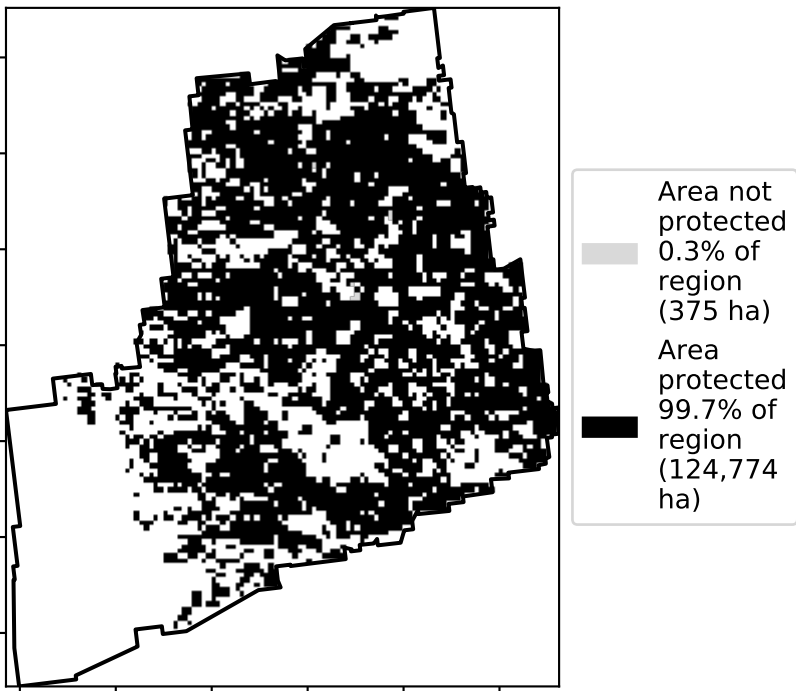 Area not
protected
0.3% of
region
(375 ha)
Area
protected
99.7% of
region
(124,774
ha)